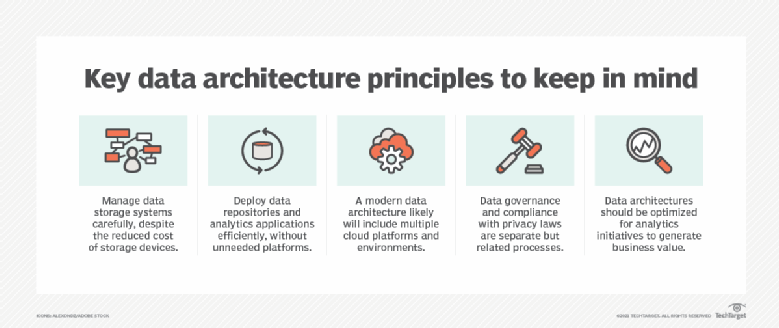 Key data architecture principles to keep in mind
Manage data
storage systems
carefully, despite
the reduced cost
of storage devices.
Deploy data
repositories and
analytics applications
efficiently, without
unneeded platforms.
A modern data
architecture likely
will include multiple
cloud platforms and
environments.
Data governance
and compliance
with privacy laws
are separate but
related processes.
Data architectures
should be optimized
for analytics
initiatives to generate
business value.
TechTarget